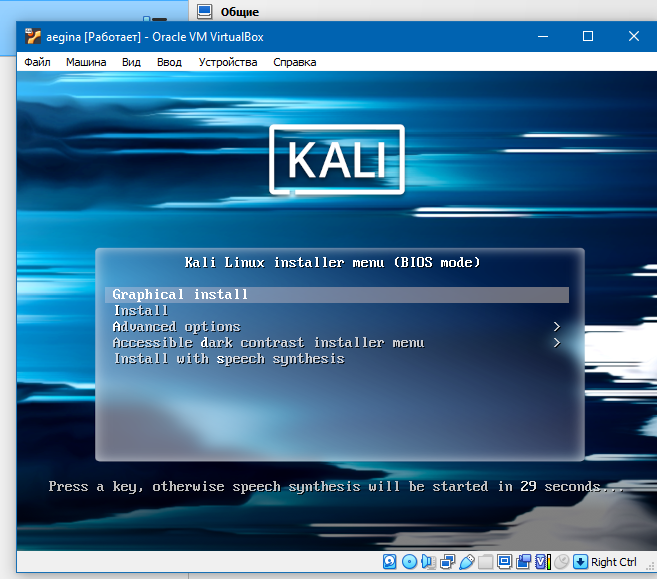 Общие
aegina [Работает] - Oracle VM VirtualBox
Файл Машина Вид Ввод Устройства Справка
KALI
Kali Linux installer menu (BIOS mode)
Graphical install
Install
Advanced options >
Accessible dark contrast installer menu >
Install with speech synthesis
Press a key, otherwise speech synthesis will be started in 29 seconds...
Right Ctrl